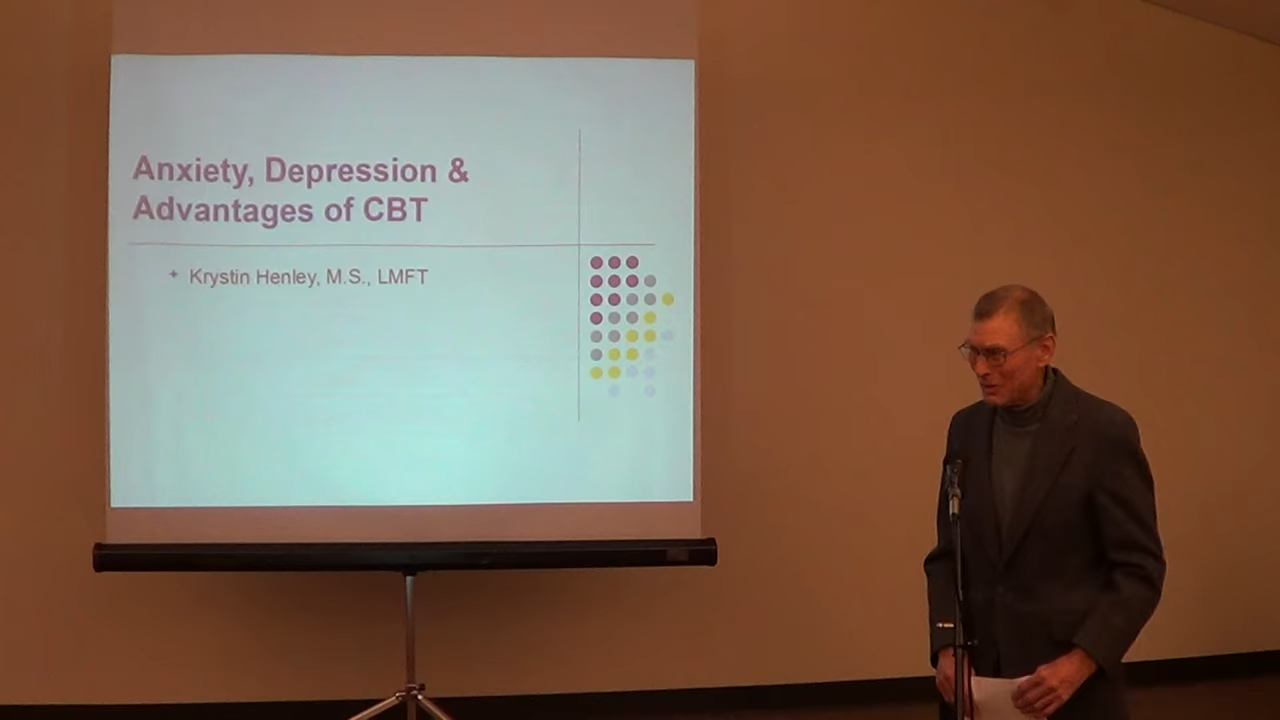 Anxiety, Depression &
Advantages of CBT
+ Krystin Henley, M.S., LMFT